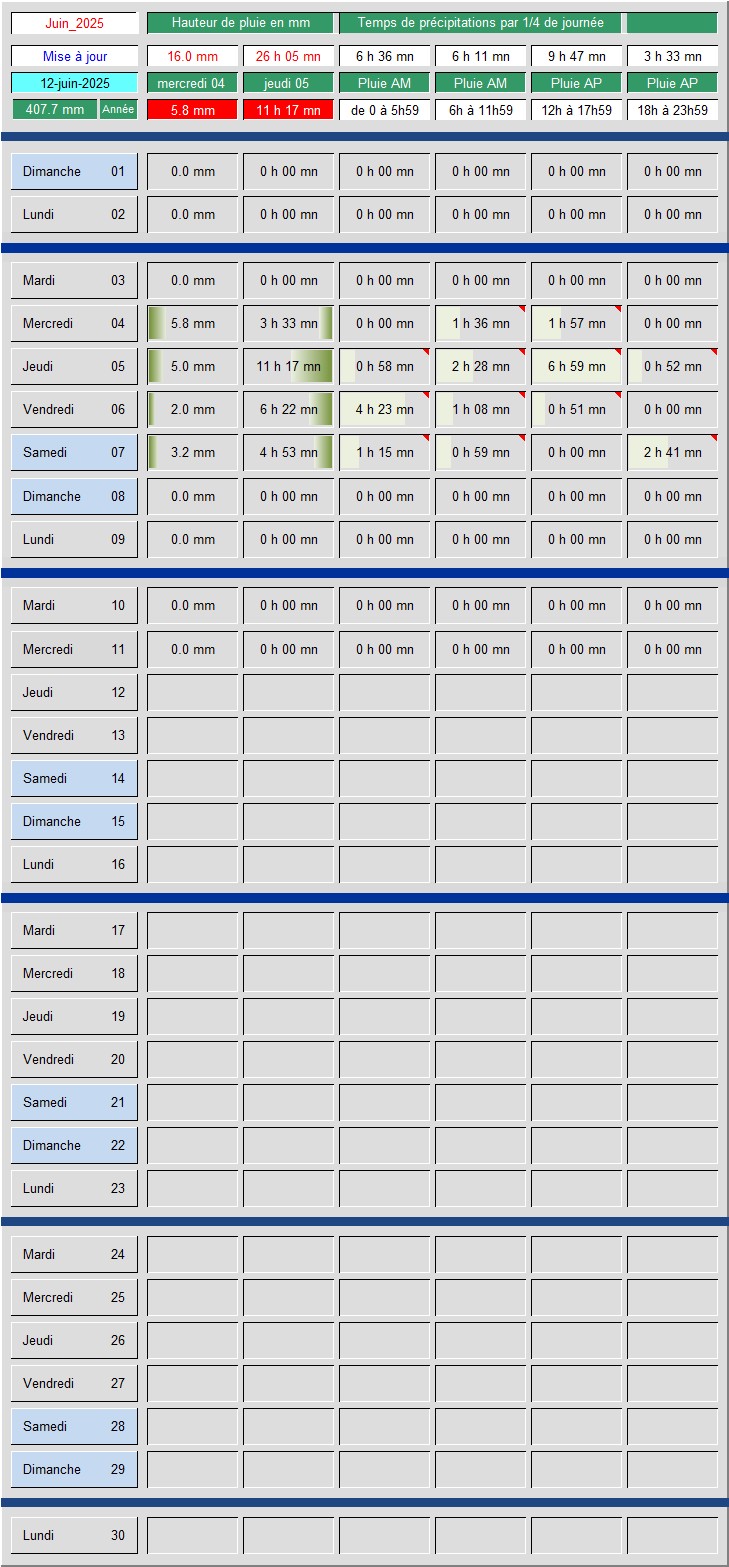 Juin_2025 Hauteur de pluie en mm Temps de précipitations par 1/4 de journée
Mise à jour 16.0 mm 26 h 05 mn 6 h 36 mn 6 h 11 mn 9 h 47 mn 3 h 33 mn
12-juin-2025 mercredi 04 jeudi 05 Pluie AM Pluie AM Pluie AP Pluie AP
407.7 mm Année 5.8 mm 11 h 17 mn de 0 à 5h59 6h à 11h59 12h à 17h59 18h à 23h59
Dimanche 01 0.0 mm 0 h 00 mn 0 h 00 mn 0 h 00 mn 0 h 00 mn 0 h 00 mn
Lundi 02 0.0 mm 0 h 00 mn 0 h 00 mn 0 h 00 mn 0 h 00 mn 0 h 00 mn
Mardi 03 0.0 mm 0 h 00 mn 0 h 00 mn 0 h 00 mn 0 h 00 mn 0 h 00 mn
Mercredi 04 5.8 mm 3 h 33 mn 0 h 00 mn 1 h 36 mn 1 h 57 mn 0 h 00 mn
Jeudi 05 5.0 mm 11 h 17 mn 0 h 58 mn 2 h 28 mn 6 h 59 mn 0 h 52 mn
Vendredi 06 2.0 mm 6 h 22 mn 4 h 23 mn 1 h 08 mn 0 h 51 mn 0 h 00 mn
Samedi 07 3.2 mm 4 h 53 mn 1 h 15 mn 0 h 59 mn 0 h 00 mn 2 h 41 mn
Dimanche 08 0.0 mm 0 h 00 mn 0 h 00 mn 0 h 00 mn 0 h 00 mn 0 h 00 mn
Lundi 09 0.0 mm 0 h 00 mn 0 h 00 mn 0 h 00 mn 0 h 00 mn 0 h 00 mn
Mardi 10 0.0 mm 0 h 00 mn 0 h 00 mn 0 h 00 mn 0 h 00 mn 0 h 00 mn
Mercredi 11 0.0 mm 0 h 00 mn 0 h 00 mn 0 h 00 mn 0 h 00 mn 0 h 00 mn
Jeudi 12
Vendredi 13
Samedi 14
Dimanche 15
Lundi 16
Mardi 17
Mercredi 18
Jeudi 19
Vendredi 20
Samedi 21
Dimanche 22
Lundi 23
Mardi 24
Mercredi 25
Jeudi 26
Vendredi 27
Samedi 28
Dimanche 29
Lundi 30